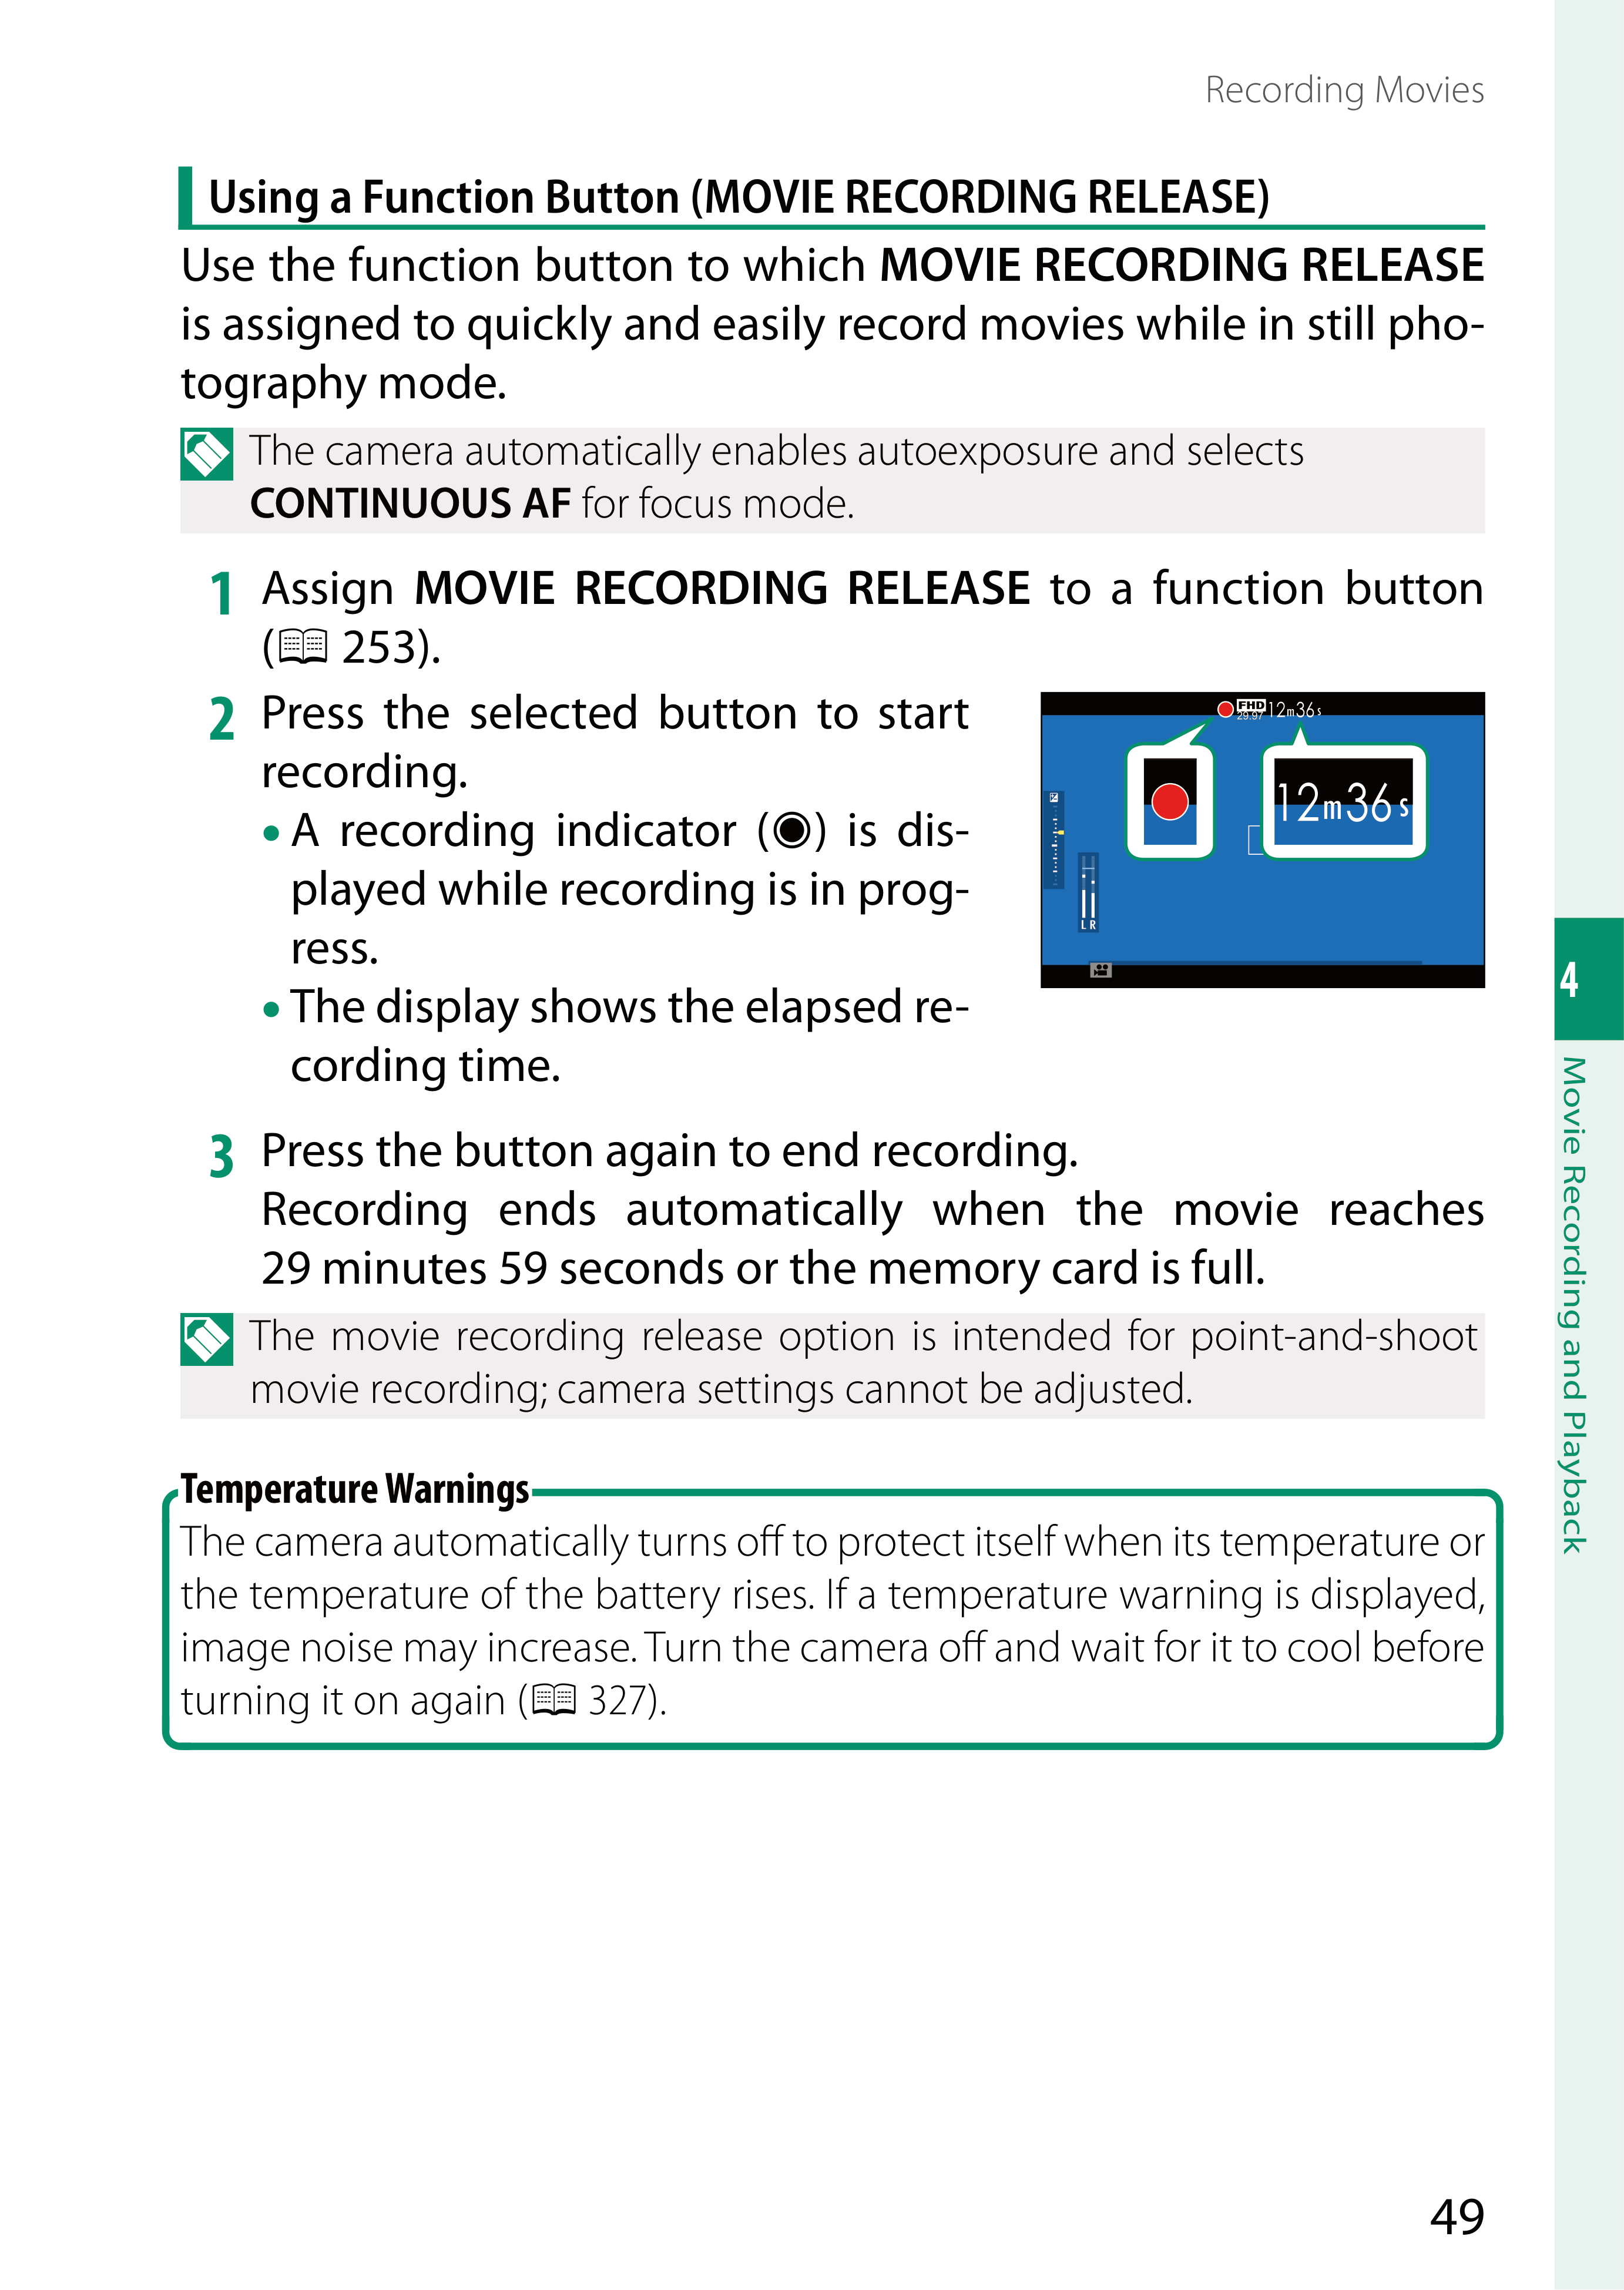 Recording Movies
Using a Function Button (MOVIE RECORDING RELEASE)
Use the function button to which MOVIE RECORDING RELEASE
is assigned to quickly and easily record movies while in still pho-
tography mode.
The camera automatically enables autoexposure and selects
CONTINUOUS AF for focus mode.
1 Assign MOVIE RECORDING RELEASE to a function button
(253).
2 Press the selected button to start
recording.
• A recording indicator (◉) is dis-
played while recording is in prog-
ress.
• The display shows the elapsed re-
cording time.
FHD 12m36s
29.97
12m36s
L R
3 Press the button again to end recording.
Recording ends automatically when the movie reaches
29 minutes 59 seconds or the memory card is full.
The movie recording release option is intended for point-and-shoot
movie recording; camera settings cannot be adjusted.
Temperature Warnings
The camera automatically turns off to protect itself when its temperature or
the temperature of the battery rises. If a temperature warning is displayed,
image noise may increase. Turn the camera off and wait for it to cool before
turning it on again (327).
4
Movie Recording and Playback
49